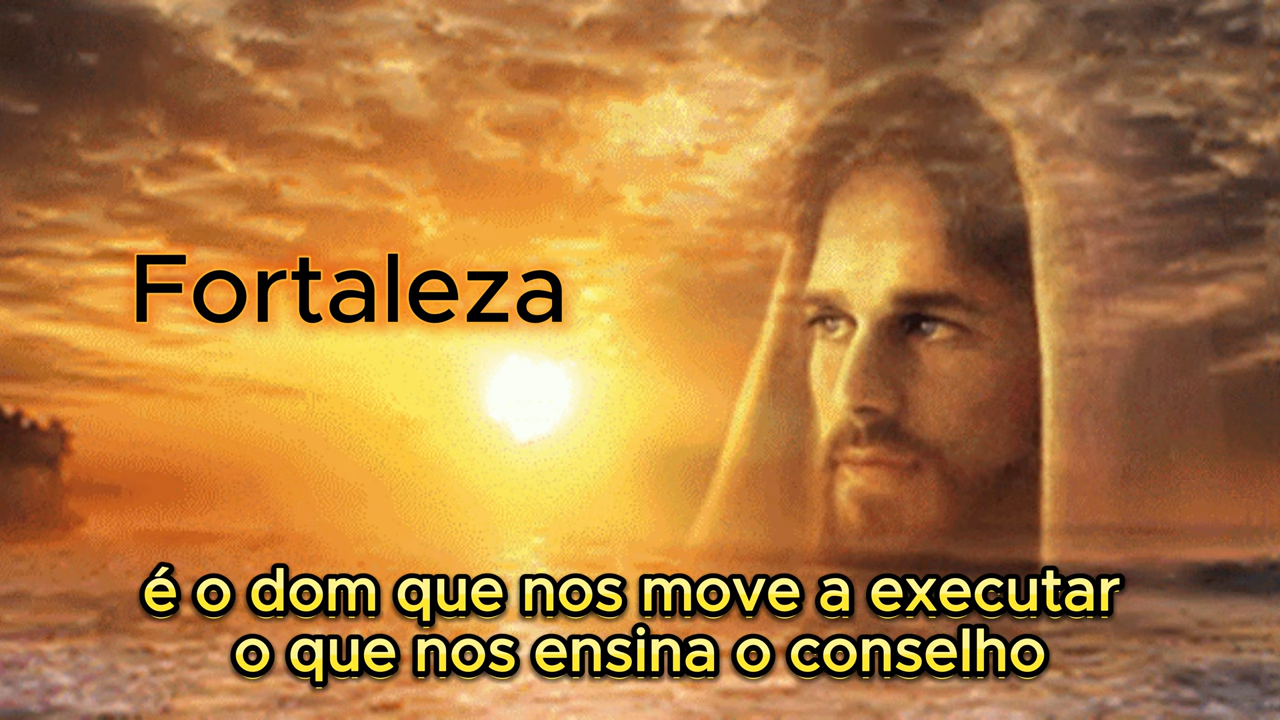 Fortaleza
é o dom que nos move a executar
o que nos ensina o conselho